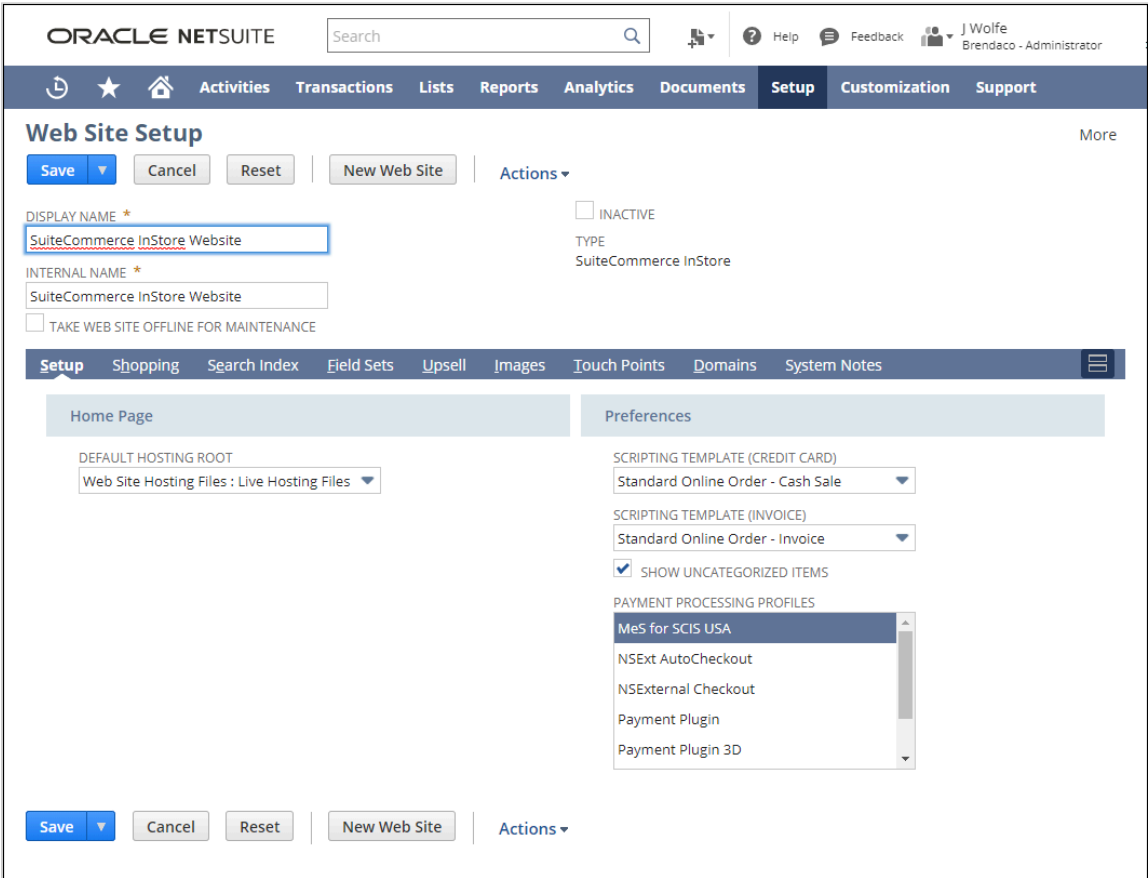 ORACLE NETSUITE
Search
Help
Feedback
J Wolfe
Brendaco - Administrator
Activities Transactions Lists Reports Analytics Documents Setup Customization Support
Web Site Setup
More
Save Cancel Reset New Web Site Actions
DISPLAY NAME *
SuiteCommerce InStore Website
INTERNAL NAME *
SuiteCommerce InStore Website
TAKE WEB SITE OFFLINE FOR MAINTENANCE
INACTIVE
TYPE
SuiteCommerce InStore
Setup Shopping Search Index Field Sets Upsell Images Touch Points Domains System Notes
Home Page
DEFAULT HOSTING ROOT
Web Site Hosting Files : Live Hosting Files
Preferences
SCRIPTING TEMPLATE (CREDIT CARD)
Standard Online Order - Cash Sale
SCRIPTING TEMPLATE (INVOICE)
Standard Online Order - Invoice
SHOW UNCATEGORIZED ITEMS
PAYMENT PROCESSING PROFILES
MeS for SCIS USA
NSExt AutoCheckout
NSExternal Checkout
Payment Plugin
Payment Plugin 3D
Save Cancel Reset New Web Site Actions